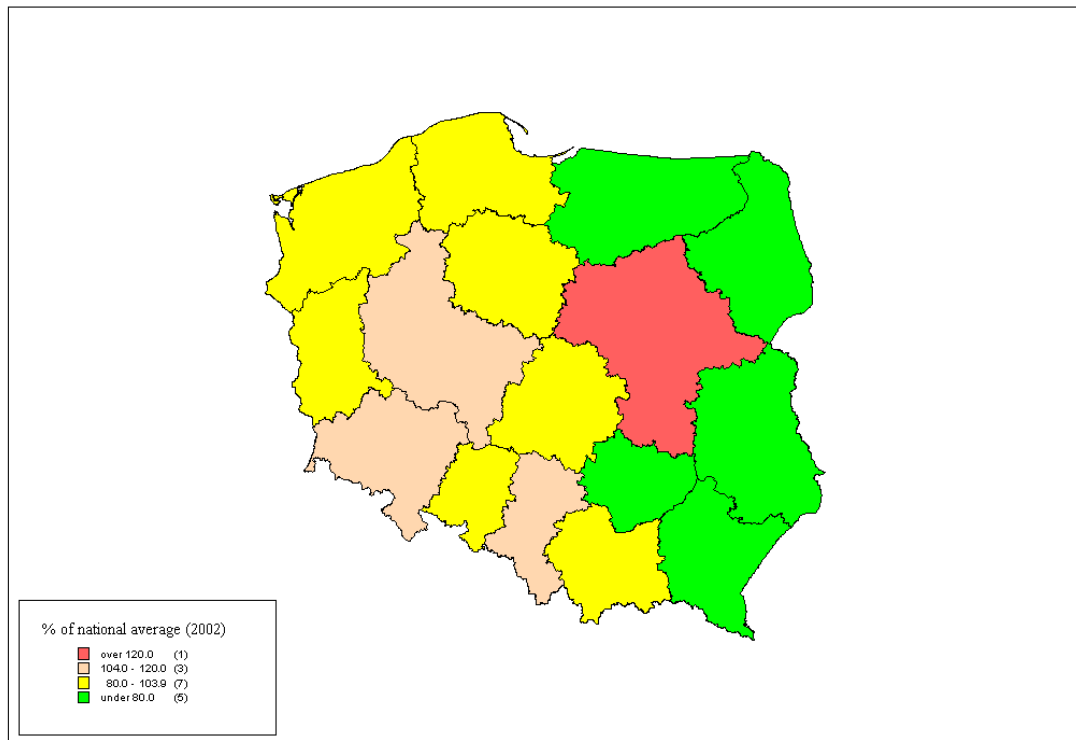 % of national average (2002)
over 120.0 (1)
104.0 - 120.0 (3)
80.0 - 103.9 (7)
under 80.0 (5)